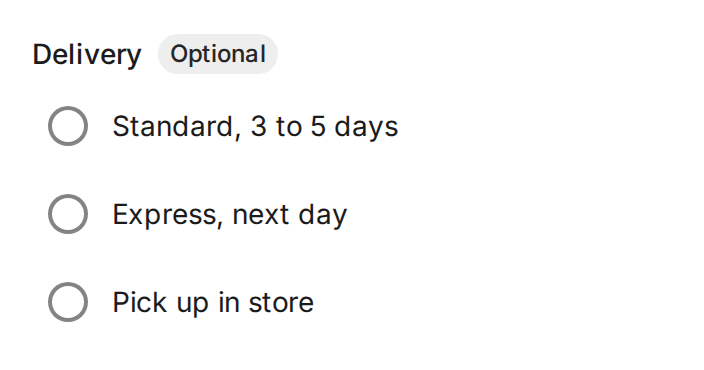 Delivery Optional
Standard, 3 to 5 days
Express, next day
Pick up in store